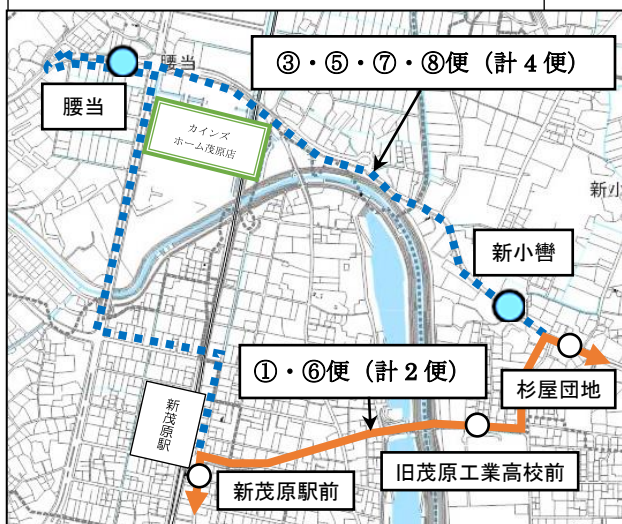 ③・⑤・⑦・⑧便（計４便）
腰当
腰当
カインズ
ホーム茂原店
新小
新小轡
①・⑥便（計２便）
杉屋団地
新茂原駅
旧茂原工業高校前
新茂原駅前